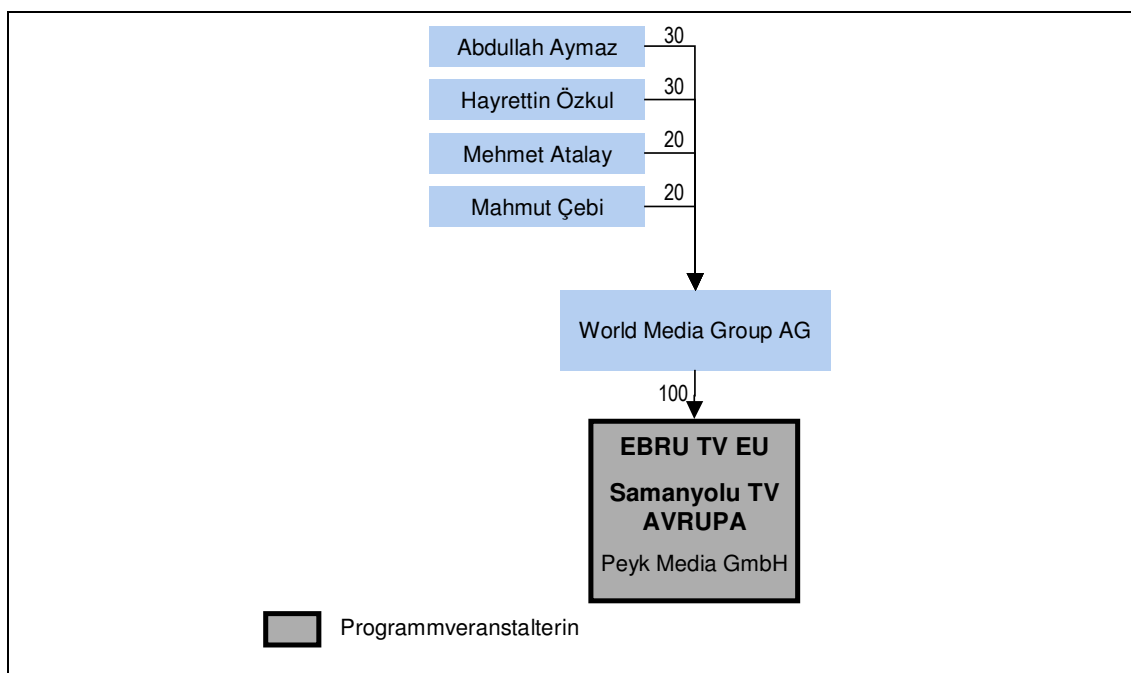 Abdullah Aymaz
30
Hayrettin Özkul
30
Mehmet Atalay
20
Mahmut Çebi
20
World Media Group AG
100
EBRU TV EU
Samanyolu TV
AVRUPA
Peyk Media GmbH
Programmveranstalterin